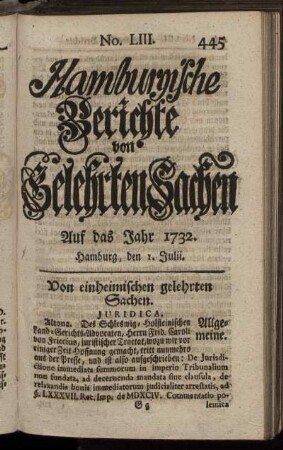 No. LIII. 445
Hamburgische
Berichte
von
Gelehrten Sachen
Auf das Jahr 1732.
Hamburg, den 1. Julii.
Von einheimischen gelehrten
Sachen.
JURIDICA.
Altona. Des Schleswig-Holsteinischen Allge-
Land- Gerichts-Advocaten, Herrn Frid. Caroli meine.
von Friccius, juristischer Tractat, wozu wir vor
einiger Zeit Hoffnung gemacht, tritt nunmehro
aus der Presse, und ist also aufgeschrieben: De Jurisdi-
ctione immediata summorum in imperio Tribunalium
non fundata, ad decernenda mandata sine clausula, de-
relaxandis bonis immediatorum judicialiter arrestatis, ad
§. LXXXVII. Rec. Imp. de MDXCIV. Commentatio po-
Gg lemica